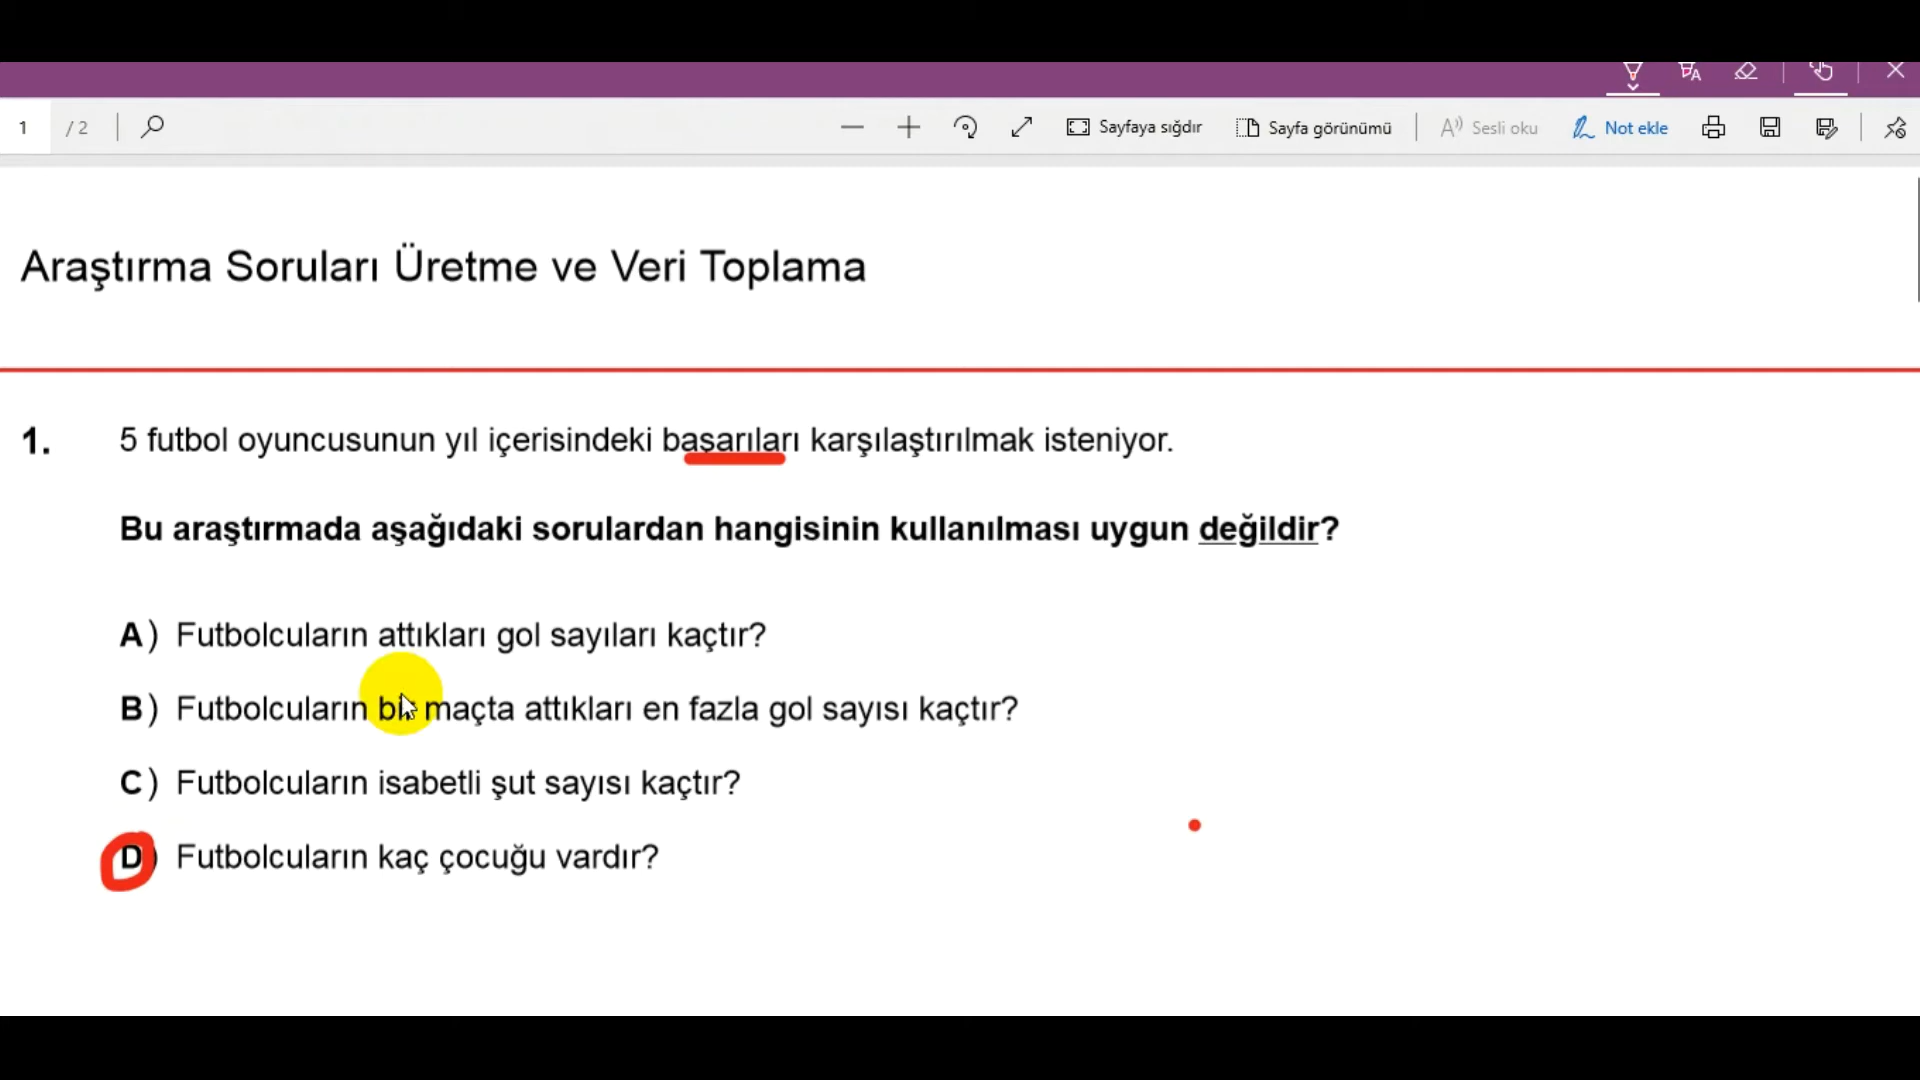 1 / 2 Sayfaya sığdır Sayfa görünümü Sesli oku Not ekle
Araştırma Soruları Üretme ve Veri Toplama
1. 5 futbol oyuncusunun yıl içerisindeki başarıları karşılaştırılmak isteniyor.
Bu araştırmada aşağıdaki sorulardan hangisinin kullanılması uygun değildir?
A) Futbolcuların attıkları gol sayıları kaçtır?
B) Futbolcuların bir maçta attıkları en fazla gol sayısı kaçtır?
C) Futbolcuların isabetli şut sayısı kaçtır?
D) Futbolcuların kaç çocuğu vardır?